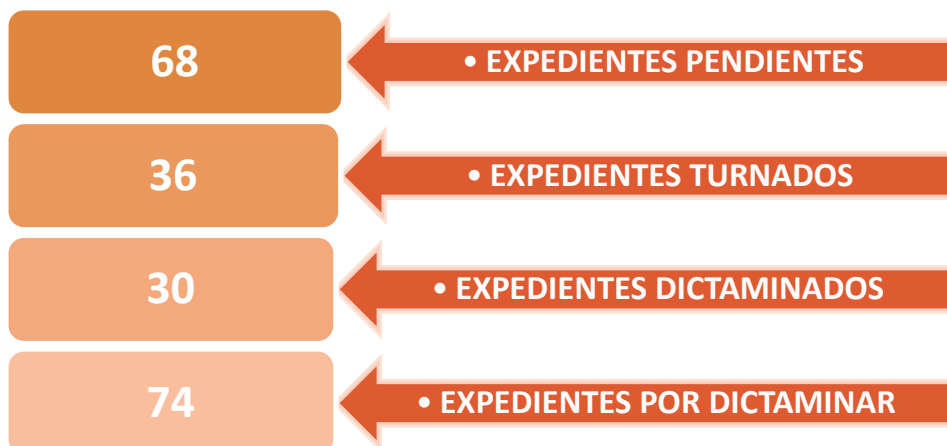 68
• EXPEDIENTES PENDIENTES
36
• EXPEDIENTES TURNADOS
30
• EXPEDIENTES DICTAMINADOS
74
• EXPEDIENTES POR DICTAMINAR